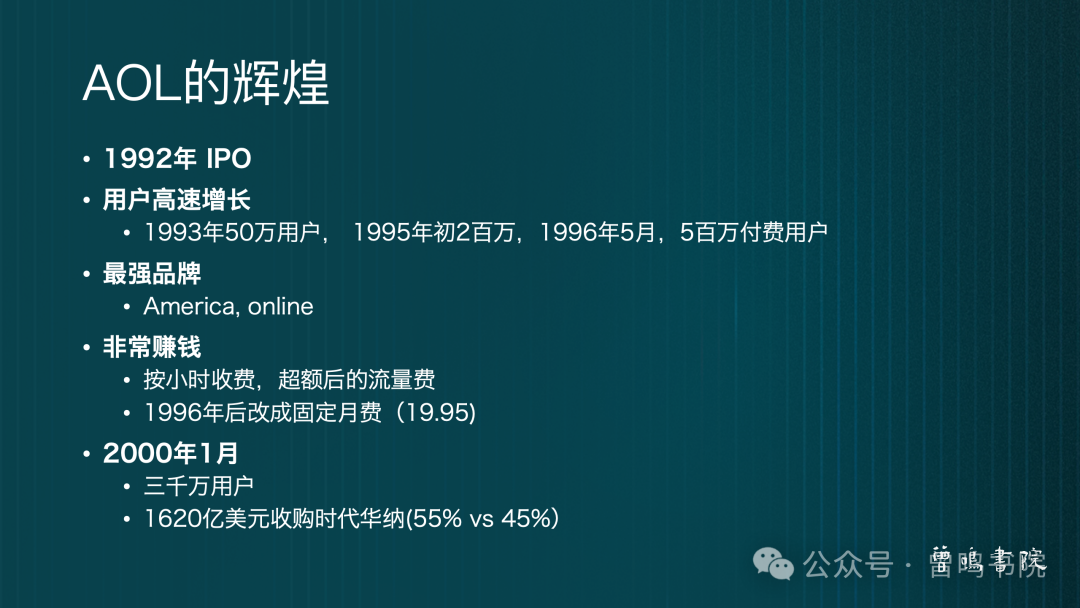 AOL的辉煌
• 1992年 IPO
• 用户高速增长
• 1993年50万用户， 1995年初2百万，1996年5月，5百万付费用户
• 最强品牌
• America, online
• 非常赚钱
• 按小时收费，超额后的流量费
• 1996年后改成固定月费（19.95)
• 2000年1月
• 三千万用户
• 1620亿美元收购时代华纳(55% vs 45%）
公众号 · 曾鸣书院
曾鳴書院